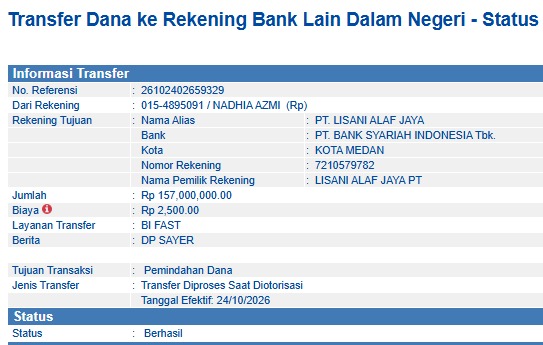 Transfer Dana ke Rekening Bank Lain Dalam Negeri - Status
Informasi Transfer
No. Referensi : 26102402659329
Dari Rekening : 015-4895091 / NADHIA AZMI (Rp)
Rekening Tujuan : Nama Alias : PT. LISANI ALAF JAYA
Bank : PT. BANK SYARIAH INDONESIA Tbk.
Kota : KOTA MEDAN
Nomor Rekening : 7210579782
Nama Pemilik Rekening : LISANI ALAF JAYA PT
Jumlah : Rp 157,000,000.00
Biaya : Rp 2,500.00
Layanan Transfer : BI FAST
Berita : DP SAYER
Tujuan Transaksi : Pemindahan Dana
Jenis Transfer : Transfer Diproses Saat Diotorisasi
Tanggal Efektif: 24/10/2026
Status
Status : Berhasil